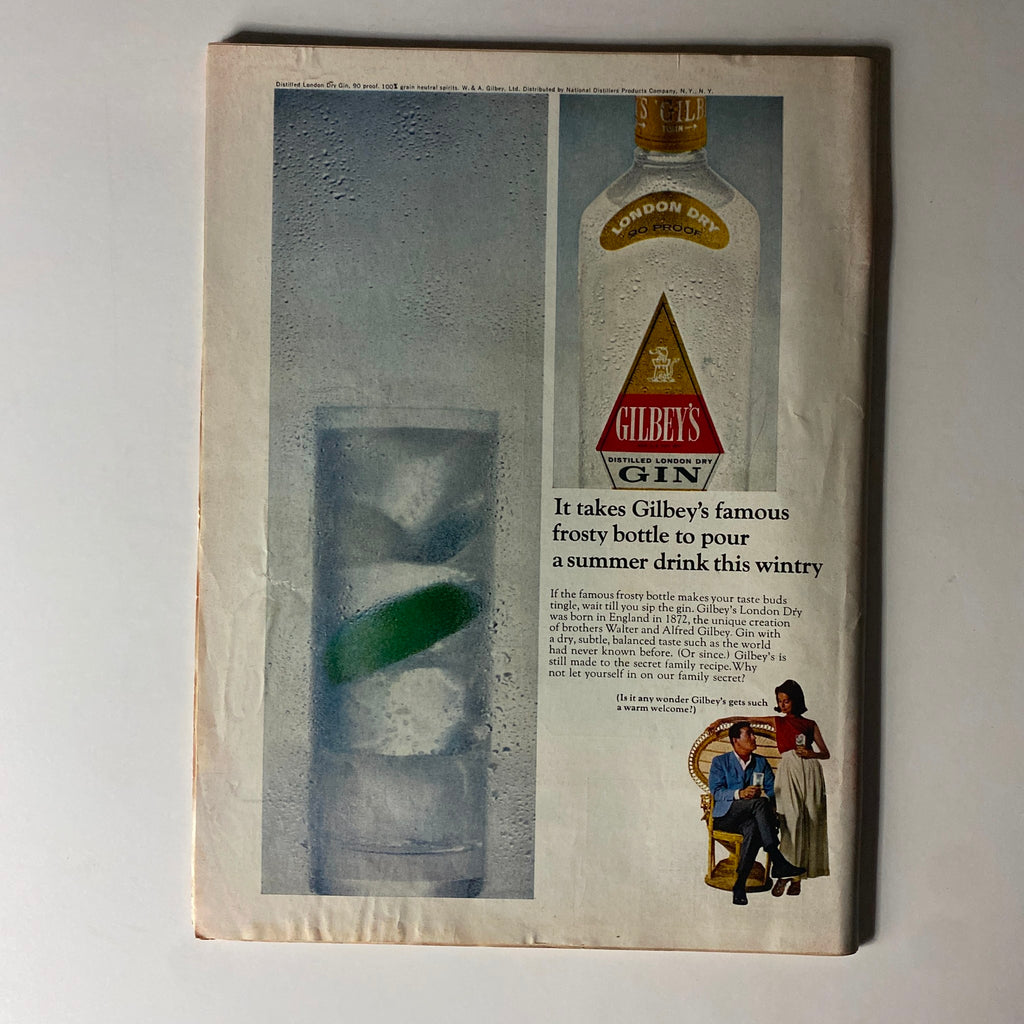 Distilled London Dry Gin, 90 proof. 100% grain neutral spirits. W. & A. Gilbey, Ltd. Distributed by National Distillers Products Company, N. Y., N. Y.
S GILB
TURN
LONDON DRY
90 PROOF
GILBEY'S
DISTILLED LONDON DRY
GIN
It takes Gilbey's famous
frosty bottle to pour
a summer drink this wintry
If the famous frosty bottle makes your taste buds
tingle, wait till you sip the gin. Gilbey's London Dry
was born in England in 1872, the unique creation
of brothers Walter and Alfred Gilbey. Gin with
a dry, subtle, balanced taste such as the world
had never known before. (Or since.) Gilbey's is
still made to the secret family recipe. Why
not let yourself in on our family secret?
(Is it any wonder Gilbey's gets such
a warm welcome?)